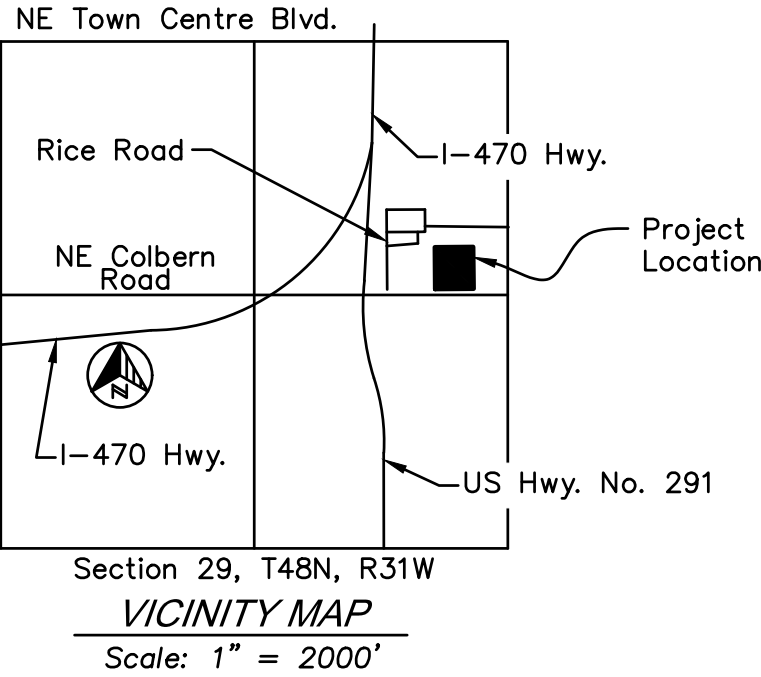 NE Town Centre Blvd.
Rice Road
I-470 Hwy.
Project
Location
NE Colbern
Road
N
I-470 Hwy.
US Hwy. No. 291
Section 29, T48N, R31W
VICINITY MAP
Scale: 1" = 2000'